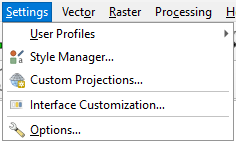 Settings Vector Raster Processing H
User Profiles
Style Manager...
Custom Projections...
Interface Customization...
Options...